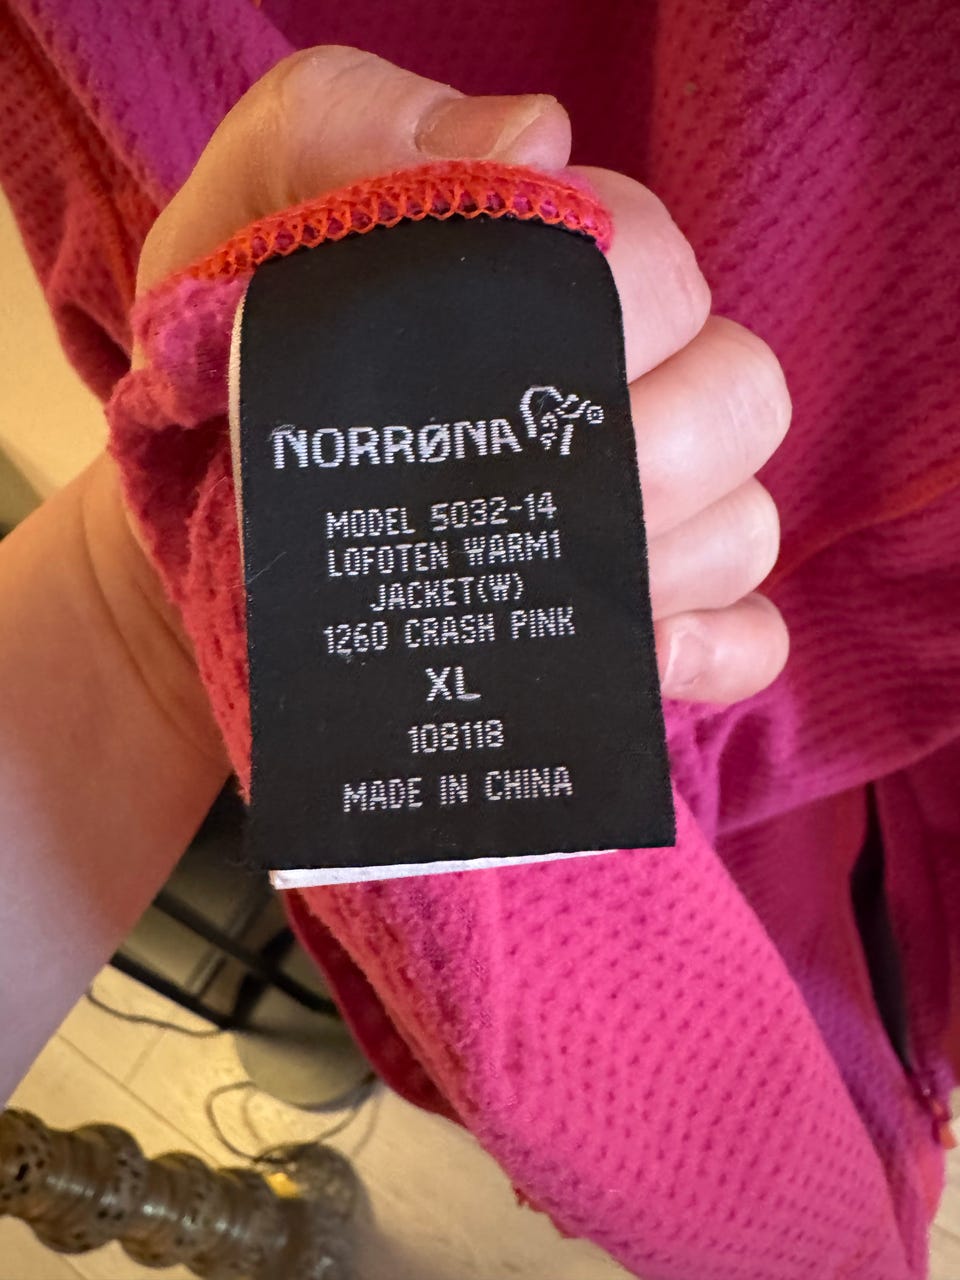 NORRØNA
MODEL 5032-14
LOFOTEN WARM1
JACKET(W)
1260 CRASH PINK
XL
108118
MADE IN CHINA